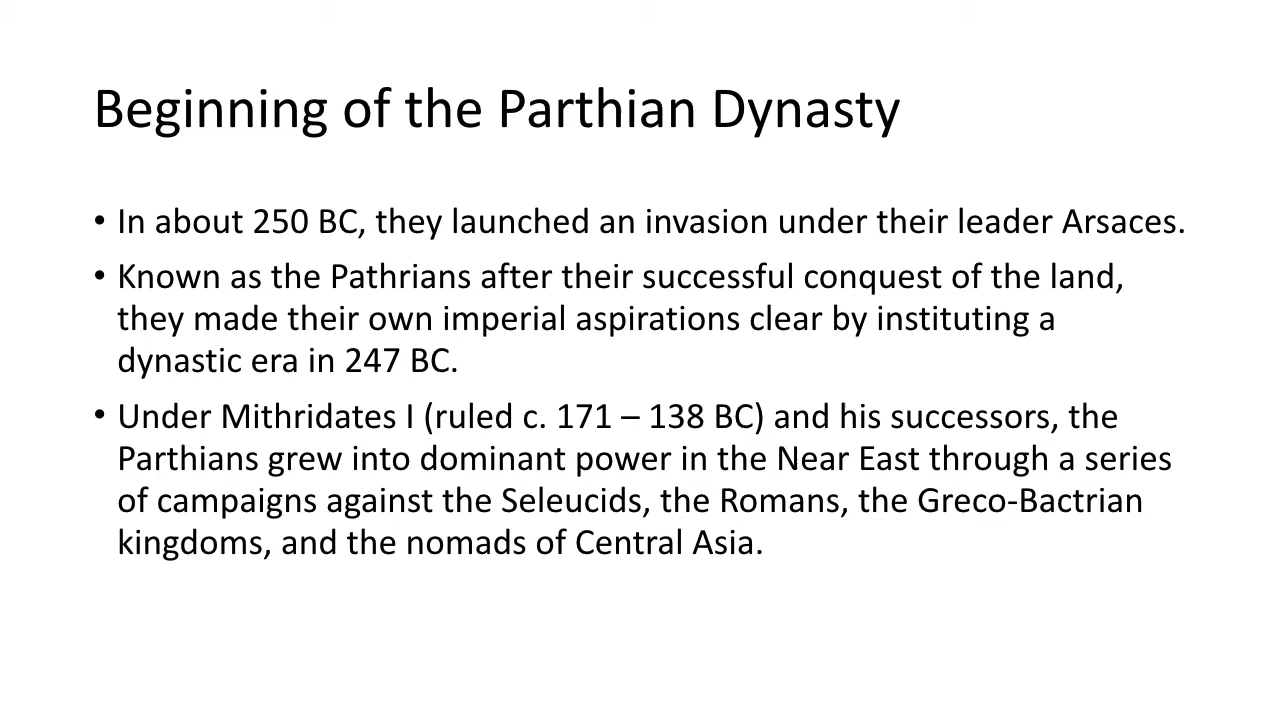 Beginning of the Parthian Dynasty
• In about 250 BC, they launched an invasion under their leader Arsaces.
• Known as the Pathrians after their successful conquest of the land,
they made their own imperial aspirations clear by instituting a
dynastic era in 247 BC.
• Under Mithridates I (ruled c. 171 – 138 BC) and his successors, the
Parthians grew into dominant power in the Near East through a series
of campaigns against the Seleucids, the Romans, the Greco-Bactrian
kingdoms, and the nomads of Central Asia.